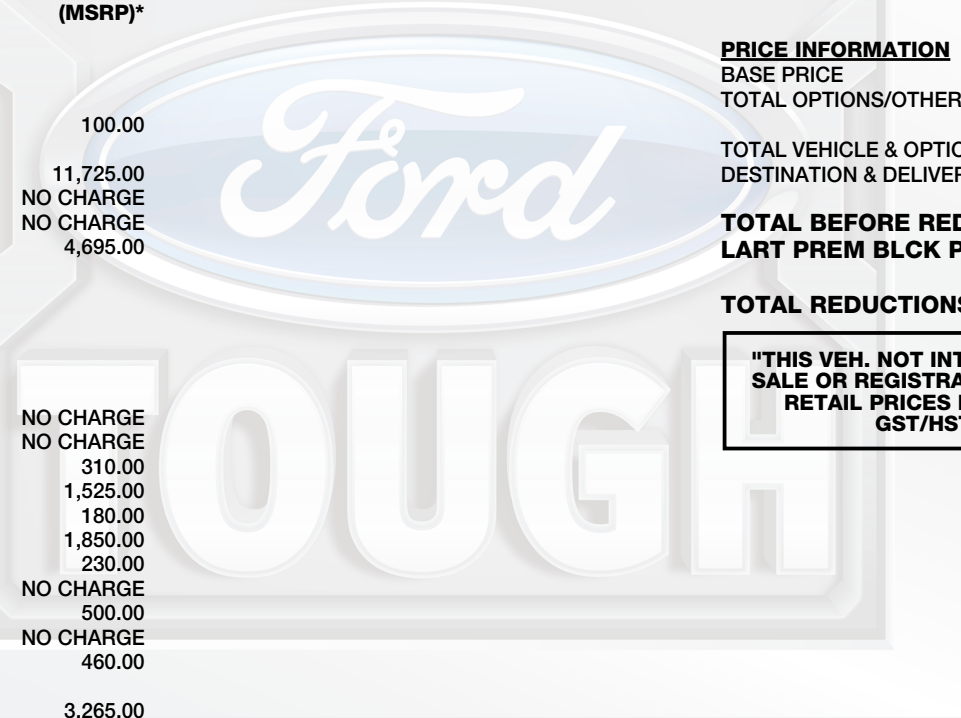 (MSRP)*
100.00
11,725.00
NO CHARGE
NO CHARGE
4,695.00
NO CHARGE
NO CHARGE
310.00
1,525.00
180.00
1,850.00
230.00
NO CHARGE
500.00
NO CHARGE
460.00
3,265.00
PRICE INFORMATION
BASE PRICE
TOTAL OPTIONS/OTHER
TOTAL VEHICLE & OPTIO
DESTINATION & DELIVER
TOTAL BEFORE RED
LART PREM BLCK P
TOTAL REDUCTIONS
"THIS VEH. NOT INT
SALE OR REGISTRA
RETAIL PRICES
GST/HST
Ford
TOUGH